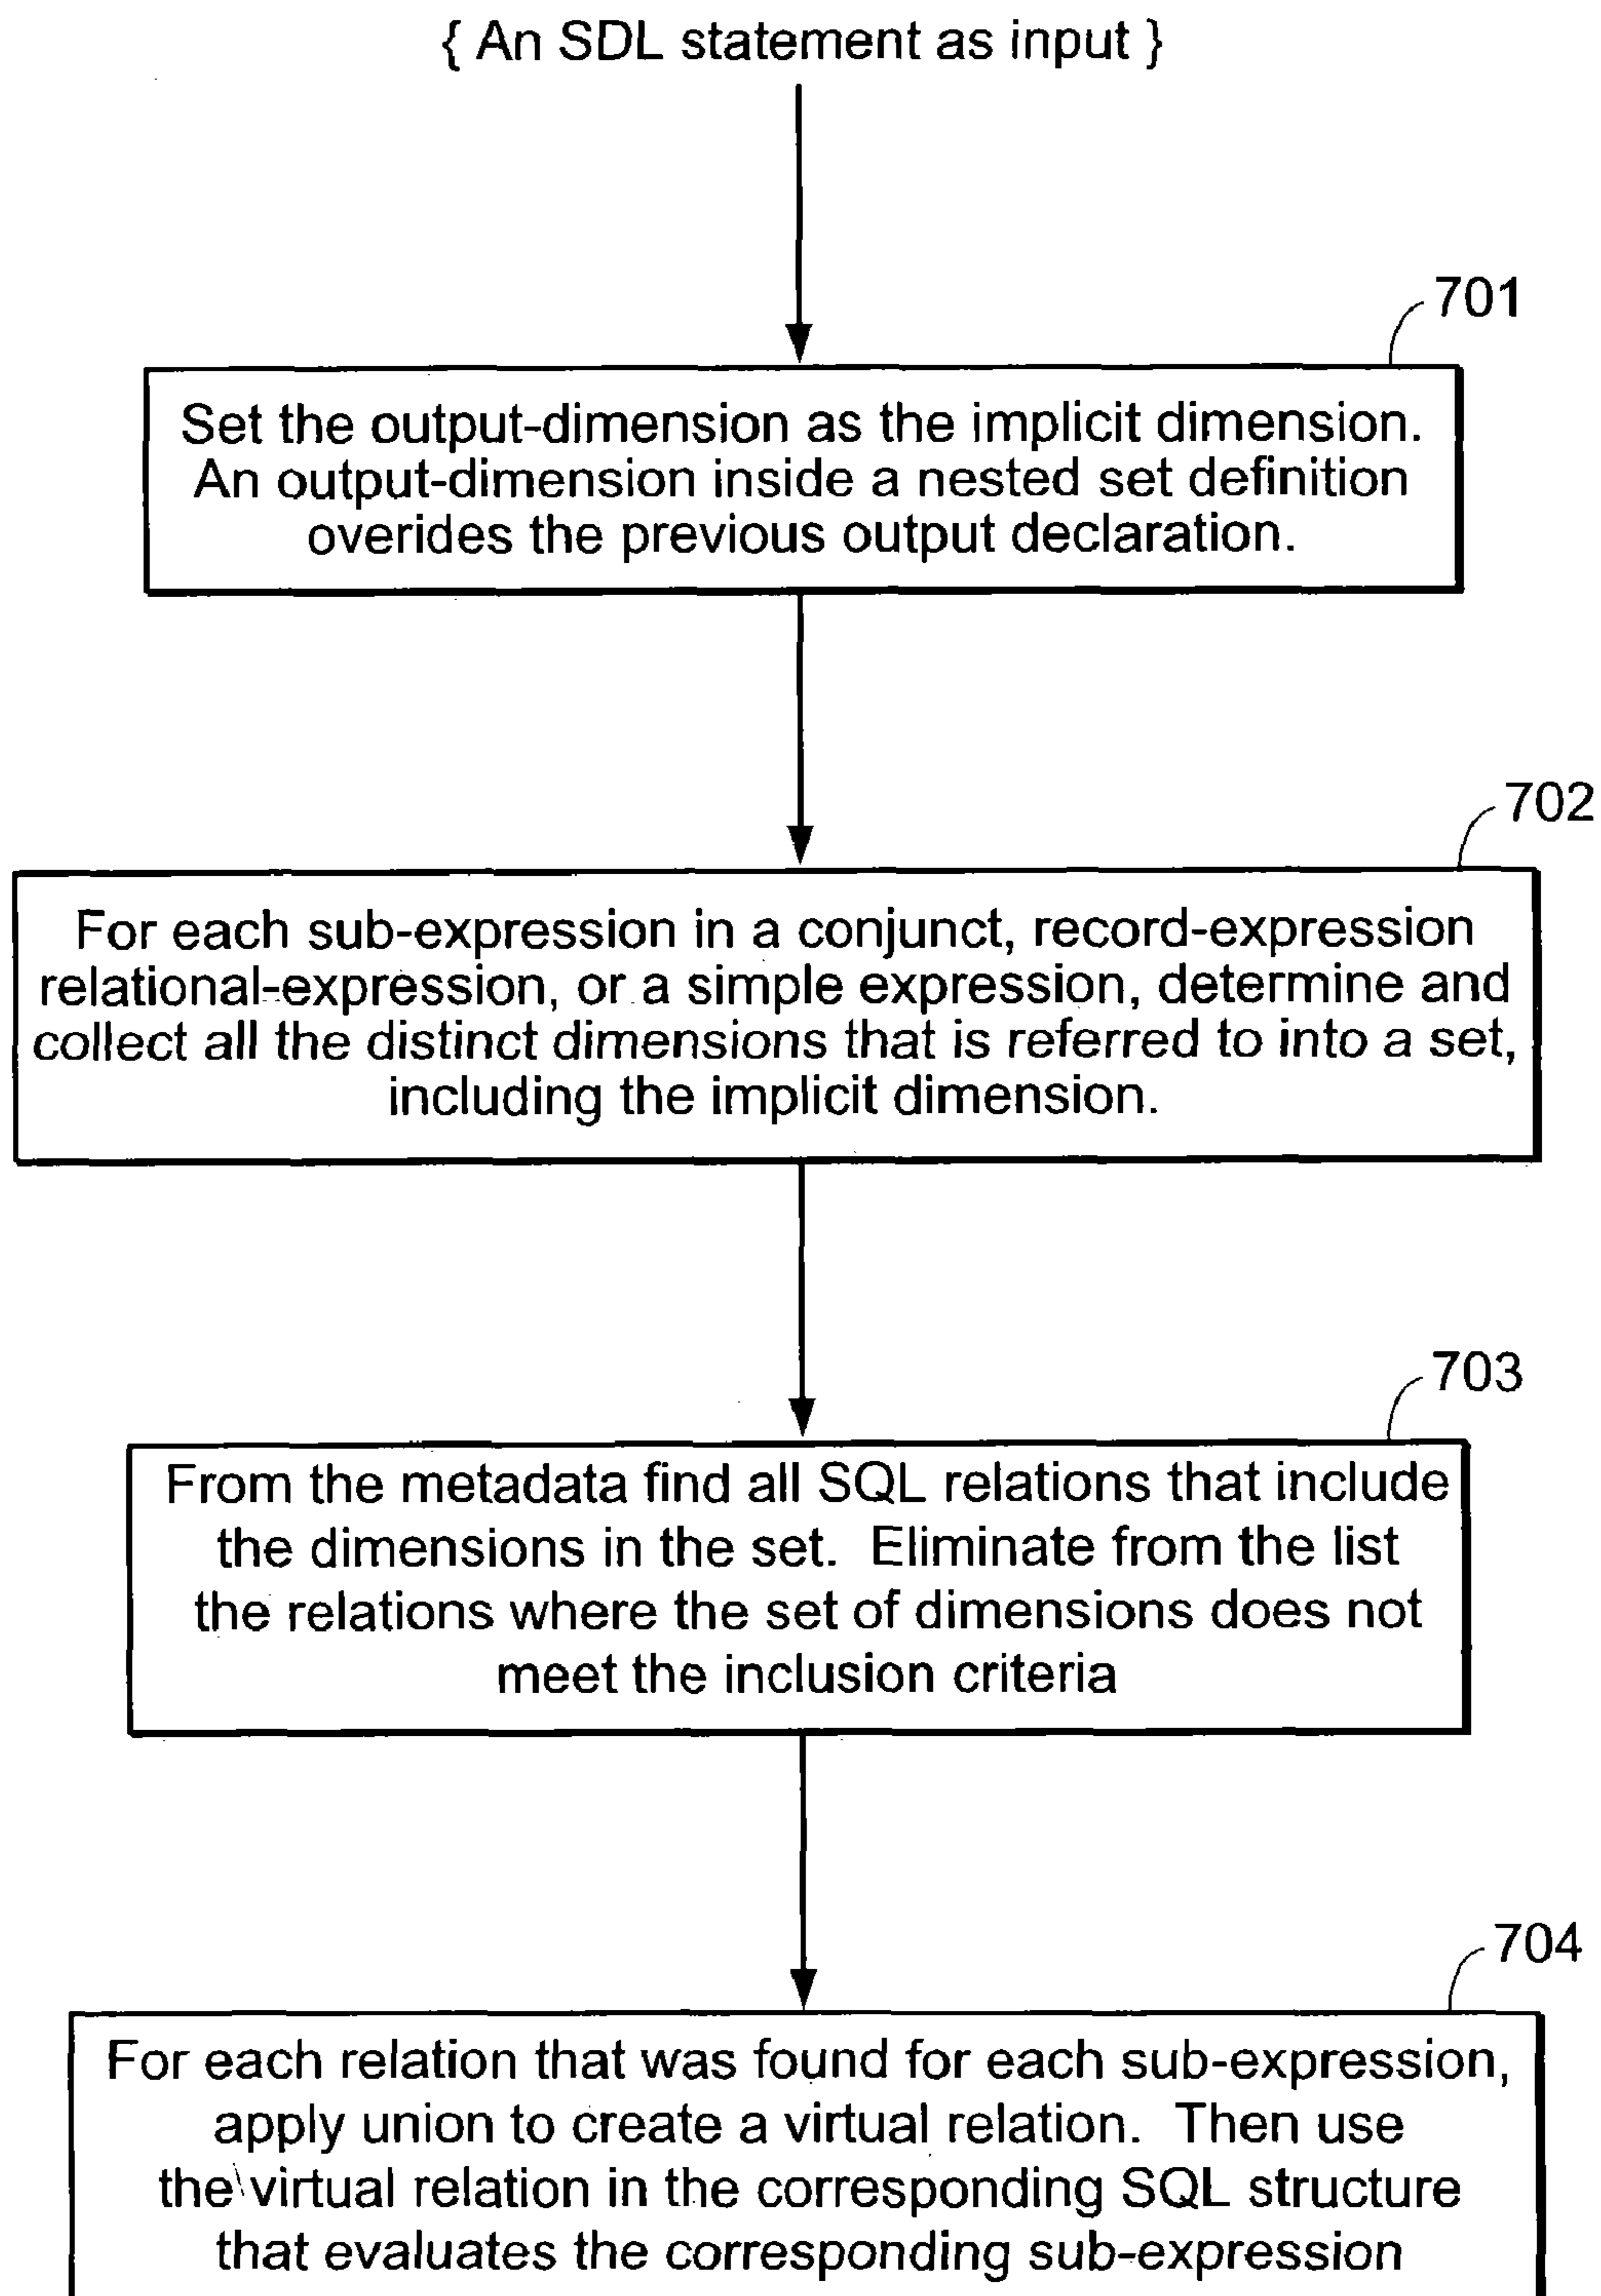 { An SDL statement as input }
701
Set the output-dimension as the implicit dimension.
An output-dimension inside a nested set definition
overides the previous output declaration.
702
For each sub-expression in a conjunct, record-expression
relational-expression, or a simple expression, determine and
collect all the distinct dimensions that is referred to into a set,
including the implicit dimension.
703
From the metadata find all SQL relations that include
the dimensions in the set. Eliminate from the list
the relations where the set of dimensions does not
meet the inclusion criteria
704
For each relation that was found for each sub-expression,
apply union to create a virtual relation. Then use
the virtual relation in the corresponding SQL structure
that evaluates the corresponding sub-expression